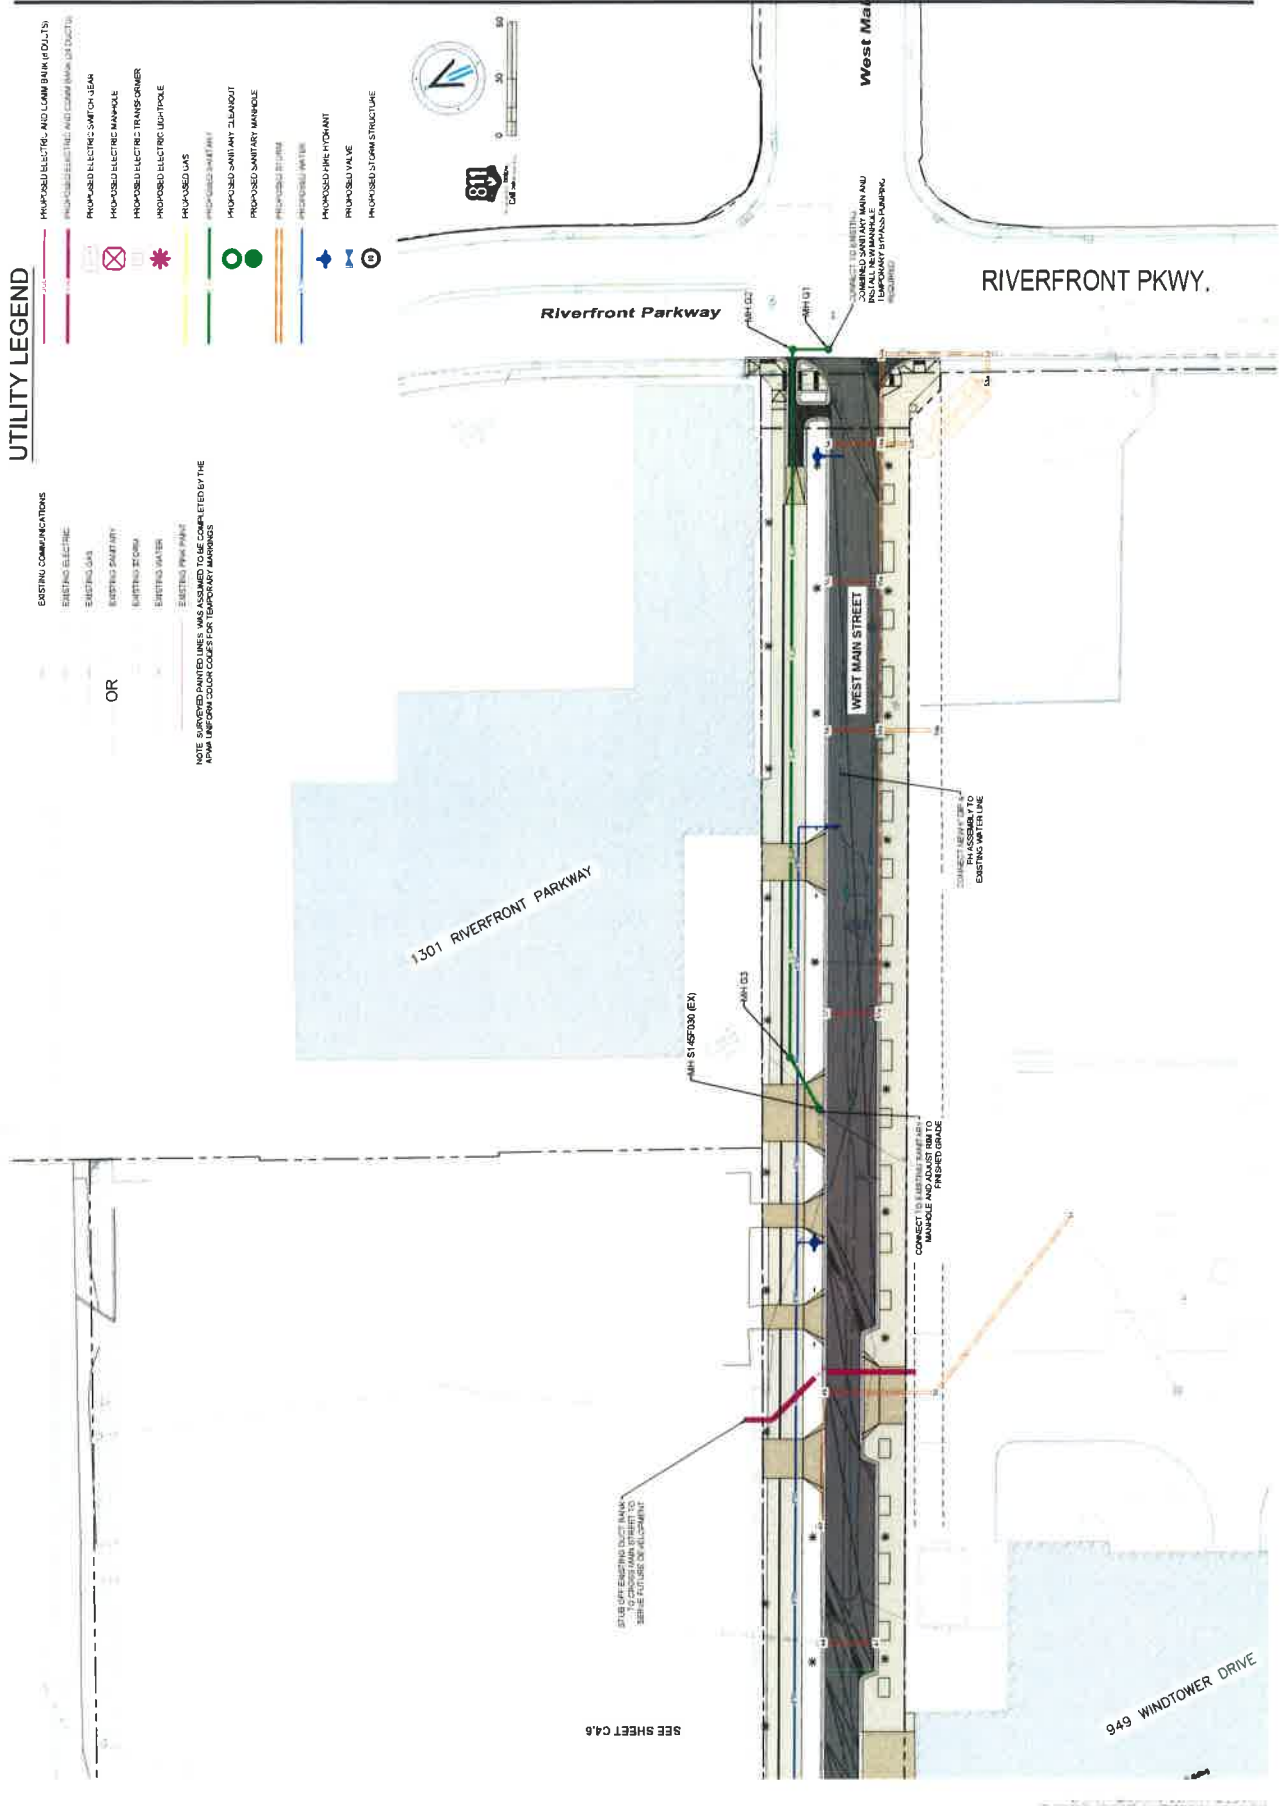 UTILITY LEGEND
EXISTING COMMUNICATIONS
EXISTING ELECTRIC
EXISTING GAS
EXISTING SANITARY
OR
EXISTING STORM
EXISTING WATER
EXISTING PINK PAINT
NOTE SURVEYED PAINTED LINES WAS ASSUMED TO BE COMPLETED BY THE
APWA UNIFORM COLOR CODES FOR TEMPORARY MARKINGS
PROPOSED ELECTRIC AND COMM BANK
PROPOSED ELECTRIC AND COMM BANK
PROPOSED ELECTRIC SWITCH GEAR
PROPOSED ELECTRIC MANHOLE
PROPOSED ELECTRIC TRANSFORMER
PROPOSED ELECTRIC LIGHTPOLE
PROPOSED GAS
PROPOSED SANITARY
PROPOSED SANITARY CLEANOUT
PROPOSED SANITARY MANHOLE
PROPOSED STORM
PROPOSED WATER
PROPOSED FIRE HYDRANT
PROPOSED VALVE
PROPOSED STORM STRUCTURE
811
Call
0 30 60
West Mai
Riverfront Parkway
RIVERFRONT PKWY.
MH G2
MH G1
CONNECT TO EXISTING
COMBINED SANITARY MAIN AND
INSTALL NEW MANHOLE
TEMPORARY BYPASS PUMPING
REQUIRED
WEST MAIN STREET
1301 RIVERFRONT PARKWAY
EXISTING WATER LINE
FH ASSEMBLY TO
MH G3
MH S145F030 (EX)
CONNECT TO EXISTING SANITARY
MANHOLE AND ADJUST RIM TO
FINISHED GRADE
STUB OFF EXISTING DUCT BANK
TO CROSS MAIN STREET TO
SERVE FUTURE DEVELOPMENT
SEE SHEET C4.6
949 WINDTOWER DRIVE